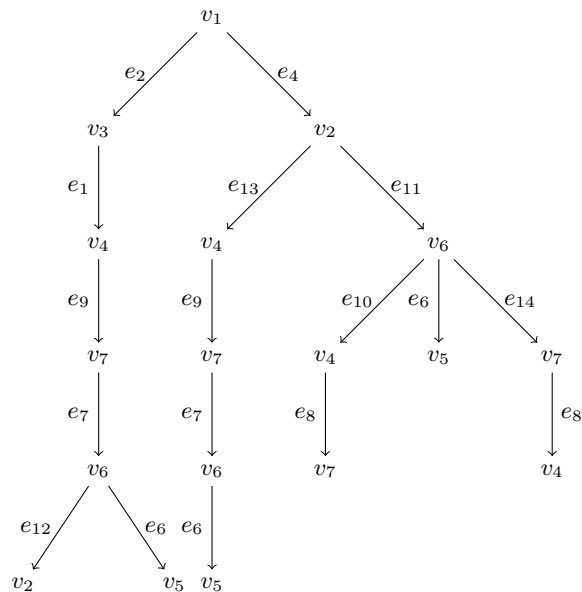 v₁
e₂ e₄
v₃ v₂
e₁ e₁₃ e₁₁
v₄ v₄ v₆
e₉ e₉ e₁₀ e₆ e₁₄
v₇ v₇ v₄ v₅ v₇
e₇ e₇ e₈ e₈
v₆ v₆ v₇ v₄
e₁₂ e₆ e₆
v₂ v₅ v₅